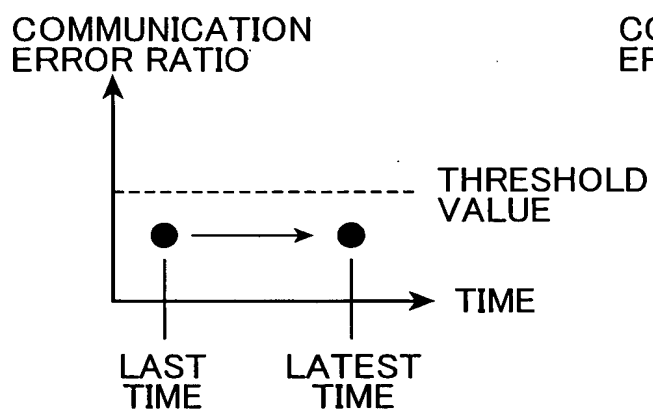 COMMUNICATION
ERROR RATIO
THRESHOLD
VALUE
TIME
LAST
TIME
LATEST
TIME